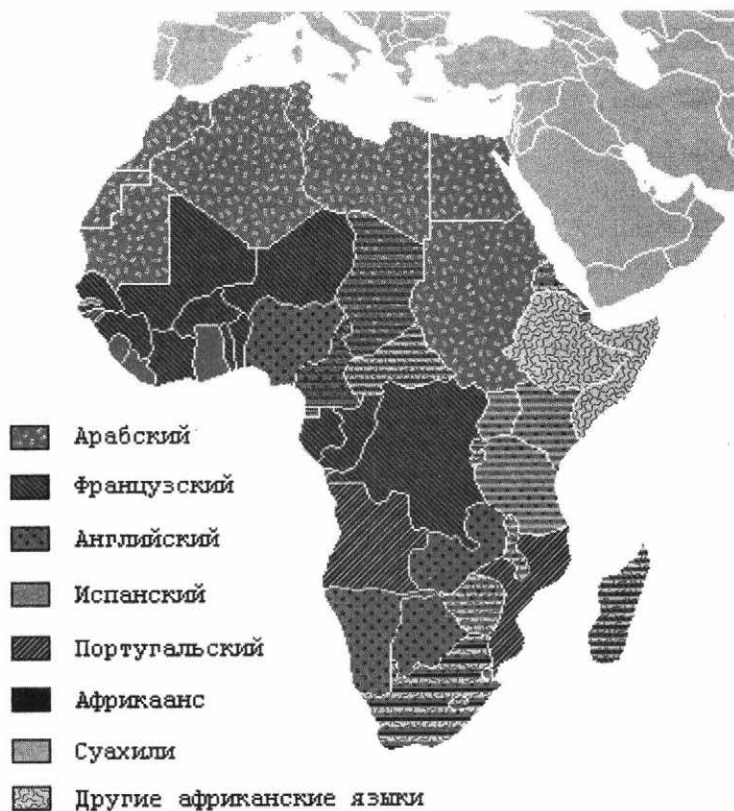 Арабский
Французский
Английский
Испанский
Португальский
Африкаанс
Суахили
Другие африканские языки